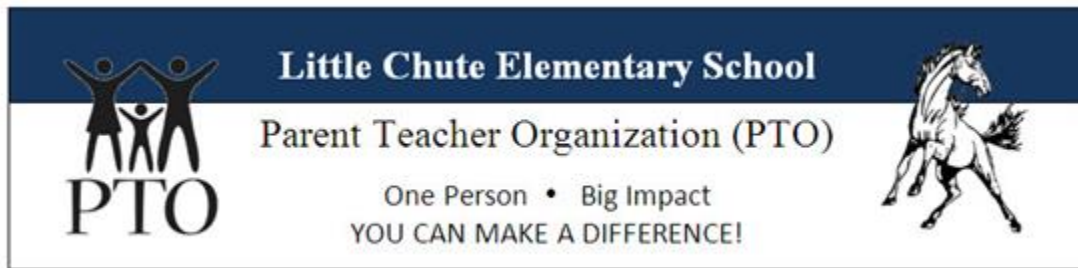 Little Chute Elementary School
Parent Teacher Organization (PTO)
PTO
One Person • Big Impact
YOU CAN MAKE A DIFFERENCE!